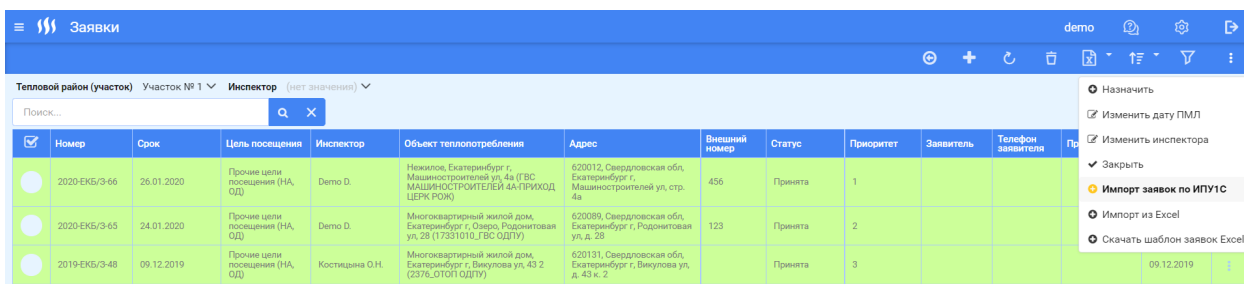 Заявки
demo
Тепловой район (участок) Участок № 1 Инспектор (нет значения)
Поиск...
Назначить
Изменить дату ПМЛ
Изменить инспектора
Закрыть
Импорт заявок по ИПУ1С
Импорт из Excel
Скачать шаблон заявок Excel
Номер
Срок
Цель посещения
Инспектор
Объект теплопотребления
Адрес
Внешний
номер
Статус
Приоритет
Заявитель
Телефон
заявителя
2020-ЕКБ/3-66
26.01.2020
Прочие цели
посещения (НА,
ОД)
Demo D.
Нежилое, Екатеринбург г,
Машиностроителей ул, 4а (ГВС
МАШИНОСТРОИТЕЛЕЙ 4А-ПРИХОД
ЦЕРК РОЖ)
620012, Свердловская обл,
Екатеринбург г,
Машиностроителей ул, стр.
4а
456
Принята
1
2020-ЕКБ/3-65
24.01.2020
Прочие цели
посещения (НА,
ОД)
Demo D.
Многоквартирный жилой дом,
Екатеринбург г, Озеро, Родонитовая
ул, 28 (17331010_ГВС ОДПУ)
620089, Свердловская обл,
Екатеринбург г, Родонитовая
ул, д. 28
123
Принята
2
2019-ЕКБ/3-48
09.12.2019
Прочие цели
посещения (НА,
ОД)
Костицына О.Н.
Многоквартирный жилой дом,
Екатеринбург г, Викулова ул, 43 2
(2376_ОТОП ОДПУ)
620131, Свердловская обл,
Екатеринбург г, Викулова ул,
д. 43 к. 2
Принята
3
09.12.2019